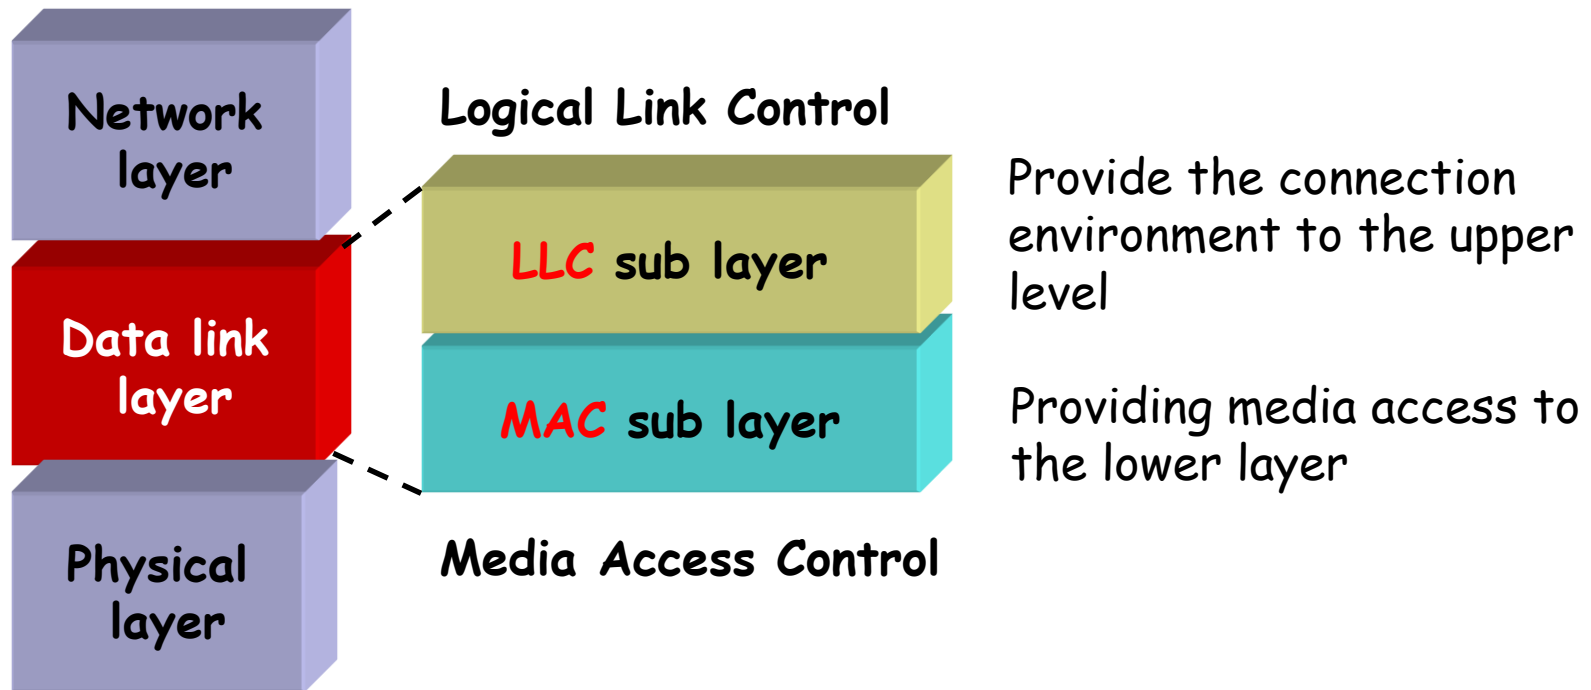 Network
layer
Data link
layer
Physical
layer
Logical Link Control
LLC sub layer
MAC sub layer
Media Access Control
Provide the connection
environment to the upper
level
Providing media access to
the lower layer